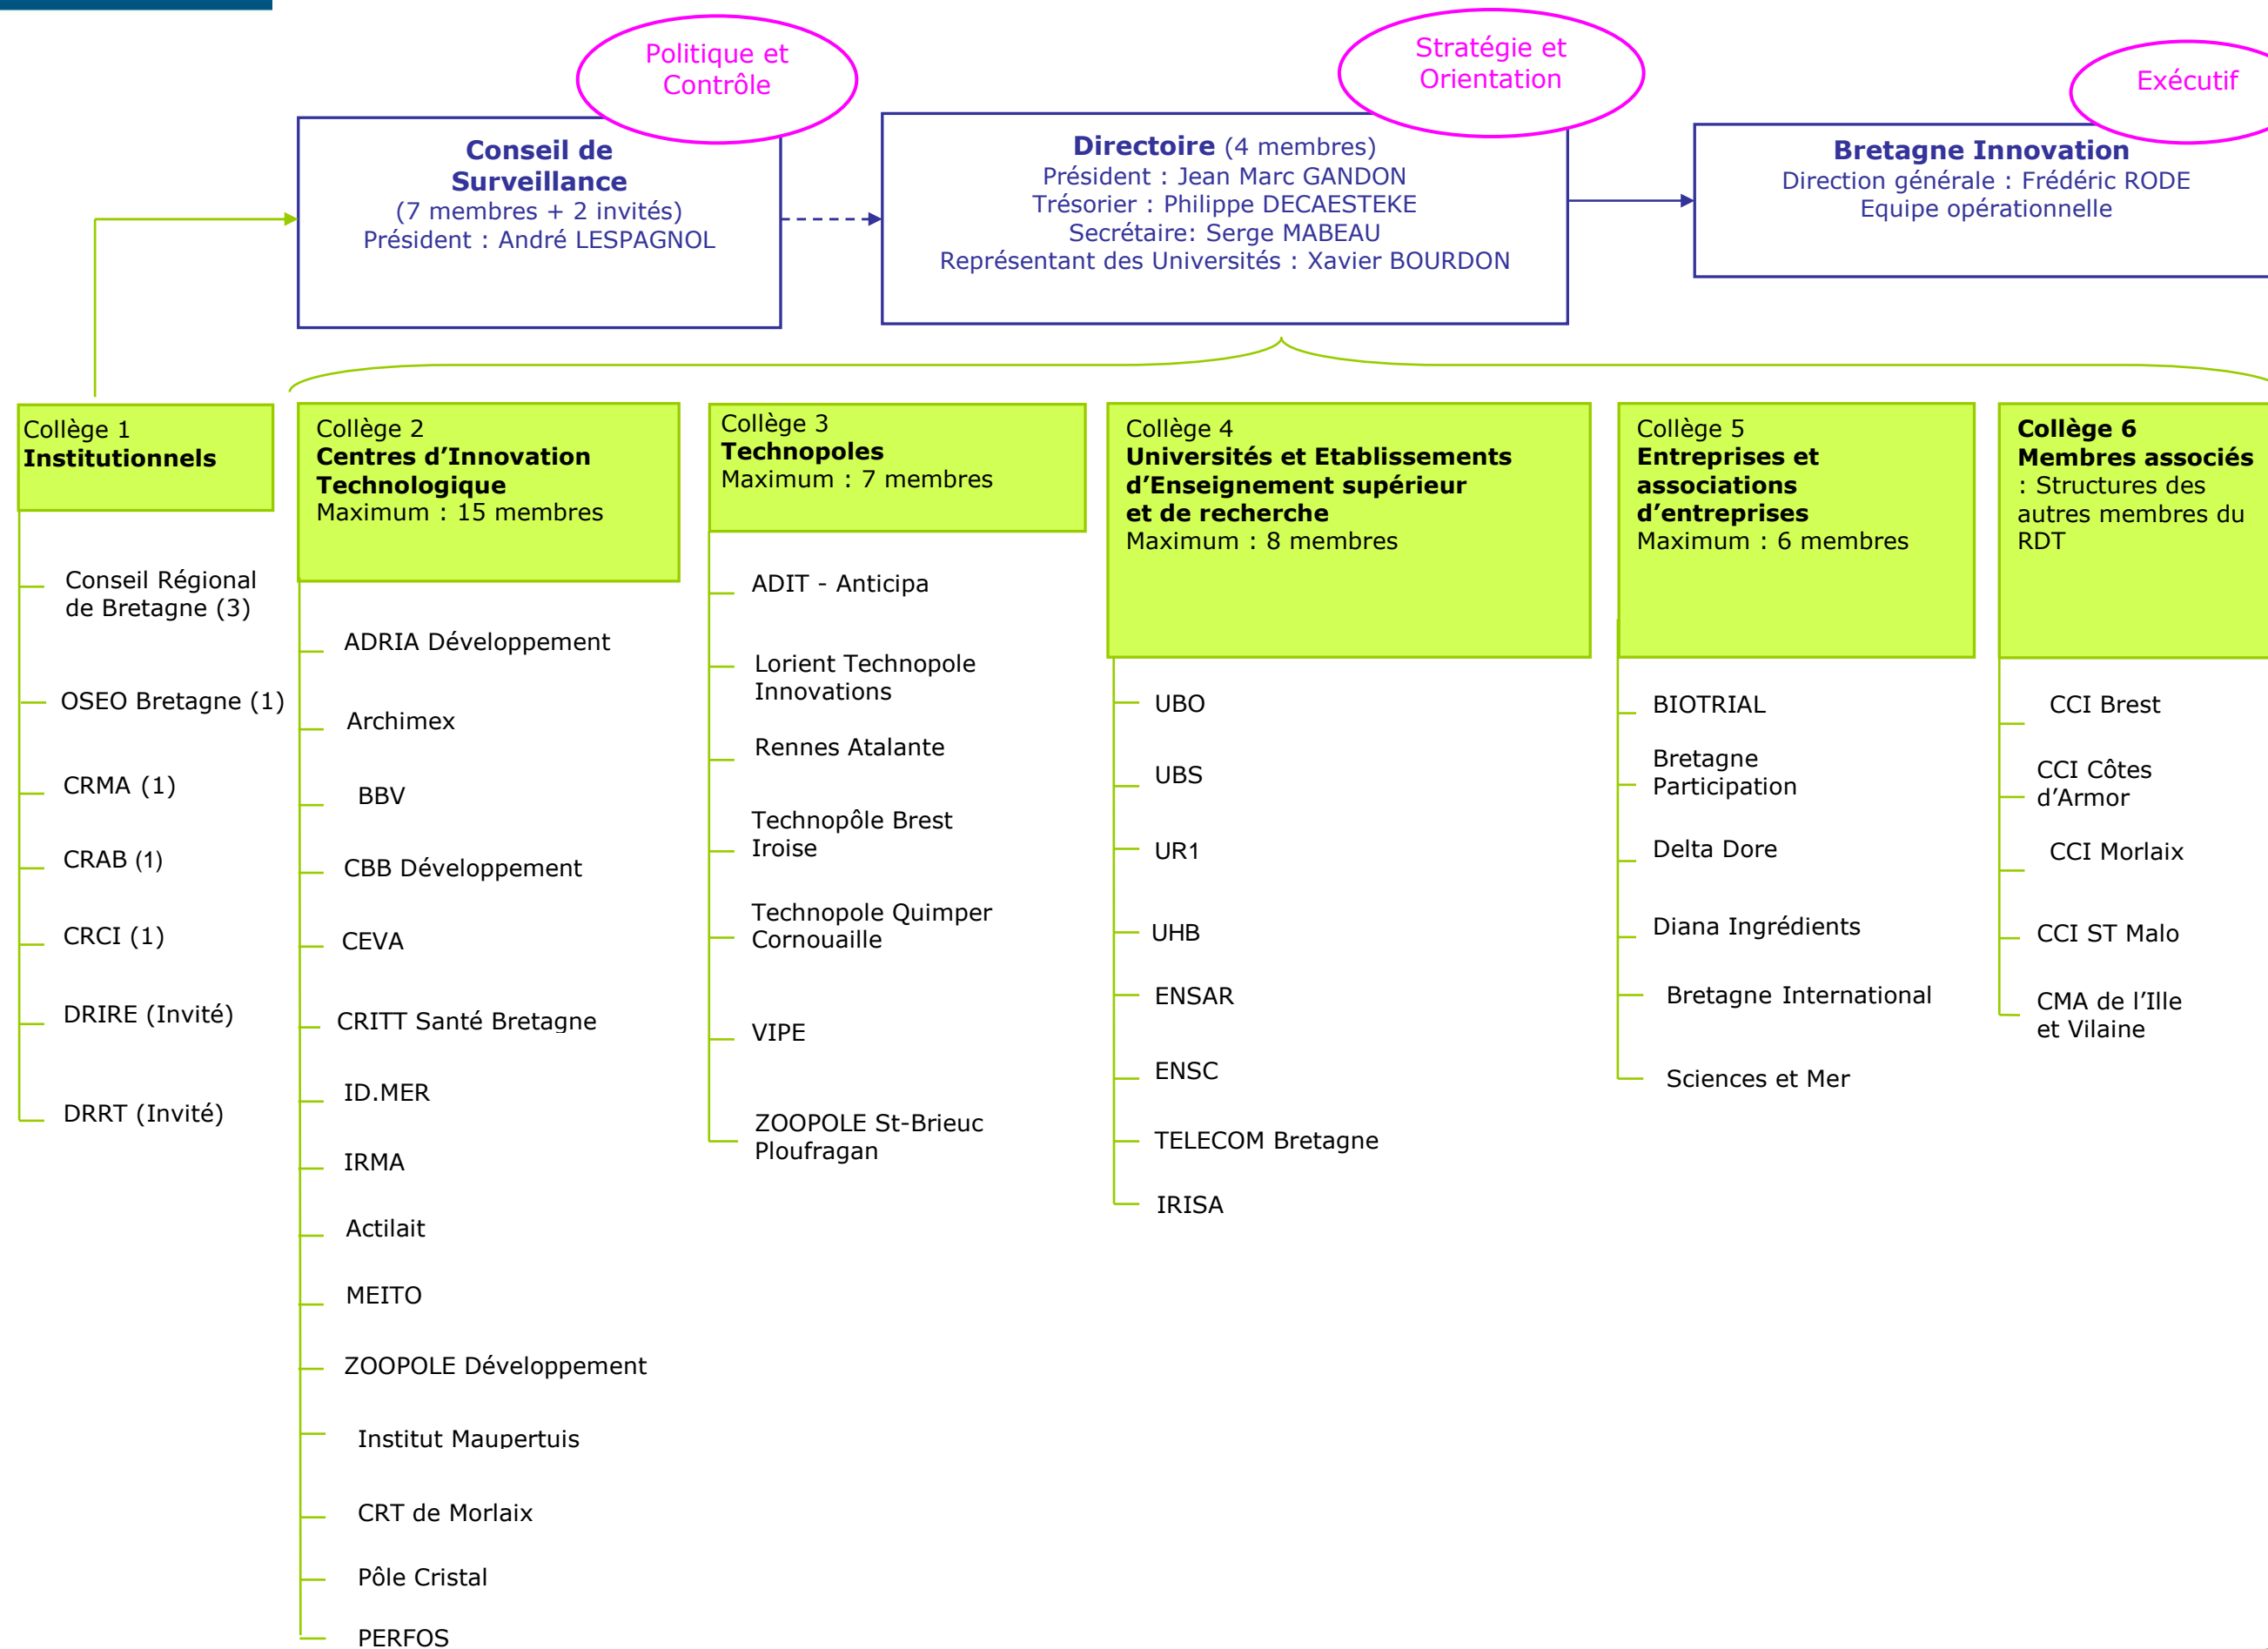 Politique et
Contrôle
Stratégie et
Orientation
Exécutif
Conseil de
Surveillance
(7 membres + 2 invités)
Président : André LESPAGNOL
Directoire (4 membres)
Président : Jean Marc GANDON
Trésorier : Philippe DECAESTEKE
Secrétaire: Serge MABEAU
Représentant des Universités : Xavier BOURDON
Bretagne Innovation
Direction générale : Frédéric RODE
Equipe opérationnelle
Collège 1
Institutionnels
Conseil Régional
de Bretagne (3)
OSEO Bretagne (1)
CRMA (1)
CRAB (1)
CRCI (1)
DRIRE (Invité)
DRRT (Invité)
Collège 2
Centres d’Innovation
Technologique
Maximum : 15 membres
ADRIA Développement
Archimex
BBV
CBB Développement
CEVA
CRITT Santé Bretagne
ID.MER
IRMA
Actilait
MEITO
ZOOPOLE Développement
Institut Maupertuis
CRT de Morlaix
Pôle Cristal
PERFOS
Collège 3
Technopoles
Maximum : 7 membres
ADIT - Anticipa
Lorient Technopole
Innovations
Rennes Atalante
Technopôle Brest
Iroise
Technopole Quimper
Cornouaille
VIPE
ZOOPOLE St-Brieuc
Ploufragan
Collège 4
Universités et Etablissements
d’Enseignement supérieur
et de recherche
Maximum : 8 membres
UBO
UBS
UR1
UHB
ENSAR
ENSC
TELECOM Bretagne
IRISA
Collège 5
Entreprises et
associations
d’entreprises
Maximum : 6 membres
BIOTRIAL
Bretagne
Participation
Delta Dore
Diana Ingrédients
Bretagne International
Sciences et Mer
Collège 6
Membres associés
: Structures des
autres membres du
RDT
CCI Brest
CCI Côtes
d’Armor
CCI Morlaix
CCI ST Malo
CMA de l’Ille
et Vilaine